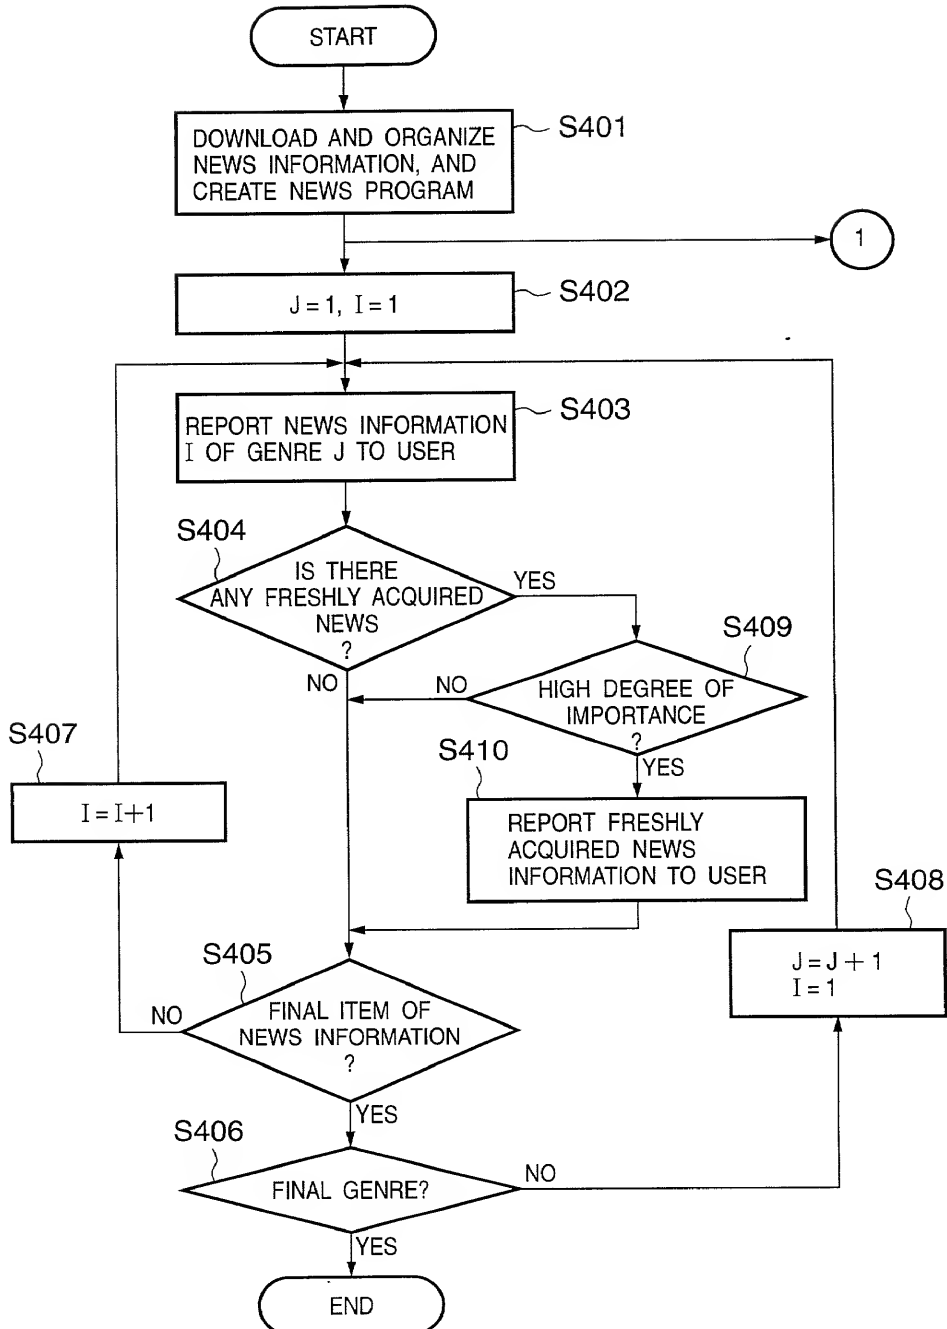 START
DOWNLOAD AND ORGANIZE
NEWS INFORMATION, AND
CREATE NEWS PROGRAM
S401
1
J = 1, I = 1
S402
REPORT NEWS INFORMATION
I OF GENRE J TO USER
S403
S404
IS THERE
ANY FRESHLY ACQUIRED
NEWS
?
YES
NO
S409
HIGH DEGREE OF
IMPORTANCE
?
NO
YES
S407
I = I+1
S410
REPORT FRESHLY
ACQUIRED NEWS
INFORMATION TO USER
S408
J = J + 1
I = 1
S405
FINAL ITEM OF
NEWS INFORMATION
?
NO
YES
S406
FINAL GENRE?
NO
YES
END